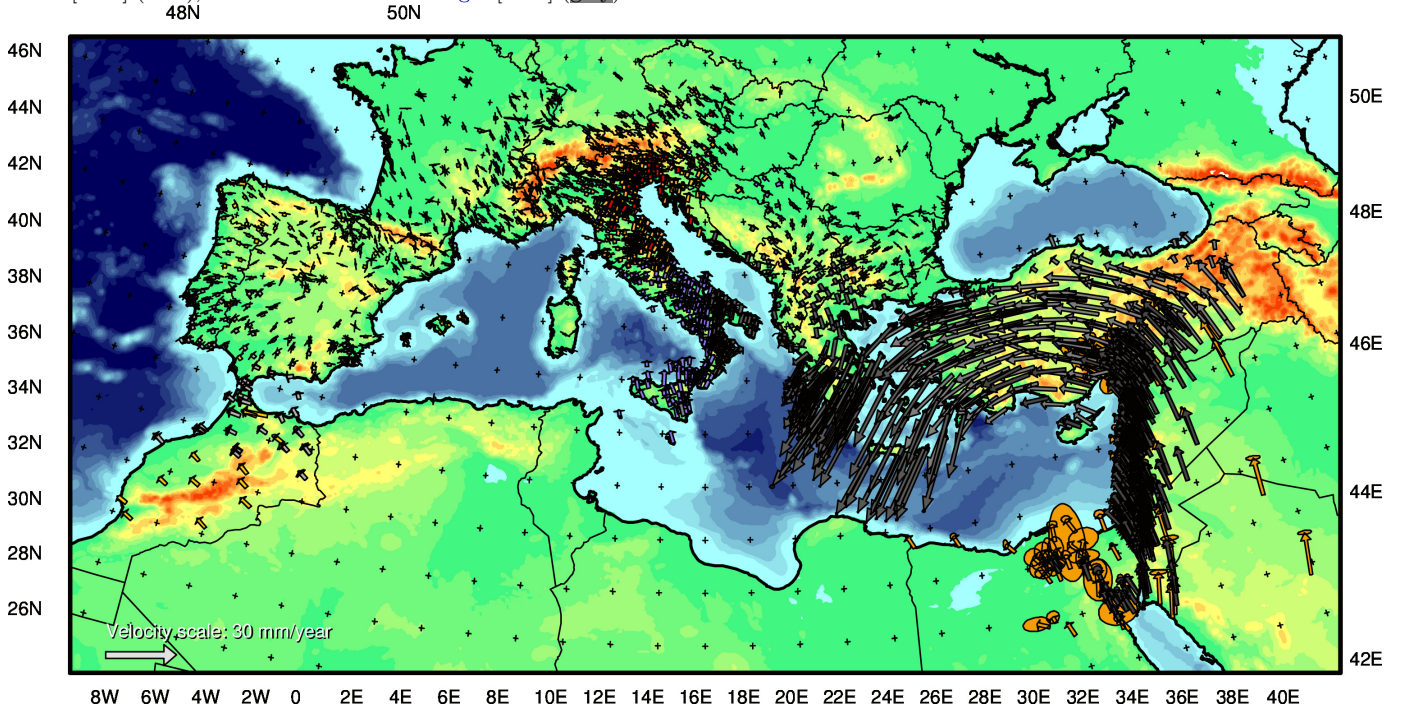 48N 50N
46N
44N
42N
40N
38N
36N
34N
32N
30N
28N
26N
50E
48E
46E
44E
42E
Velocity scale: 30 mm/year
8W 6W 4W 2W 0 2E 4E 6E 8E 10E 12E 14E 16E 18E 20E 22E 24E 26E 28E 30E 32E 34E 36E 38E 40E